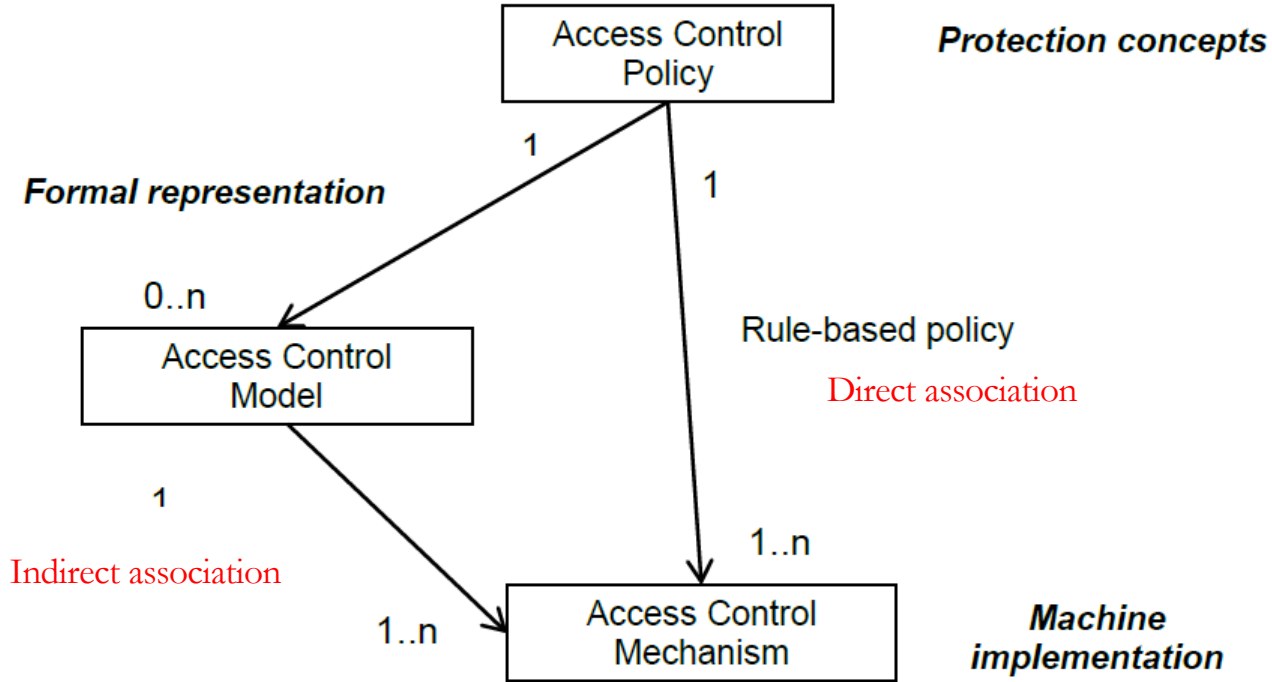 Access Control
Policy
Protection concepts
1
1
Formal representation
0..n
Access Control
Model
Rule-based policy
Direct association
1
Indirect association
1..n
1..n
Access Control
Mechanism
Machine
implementation